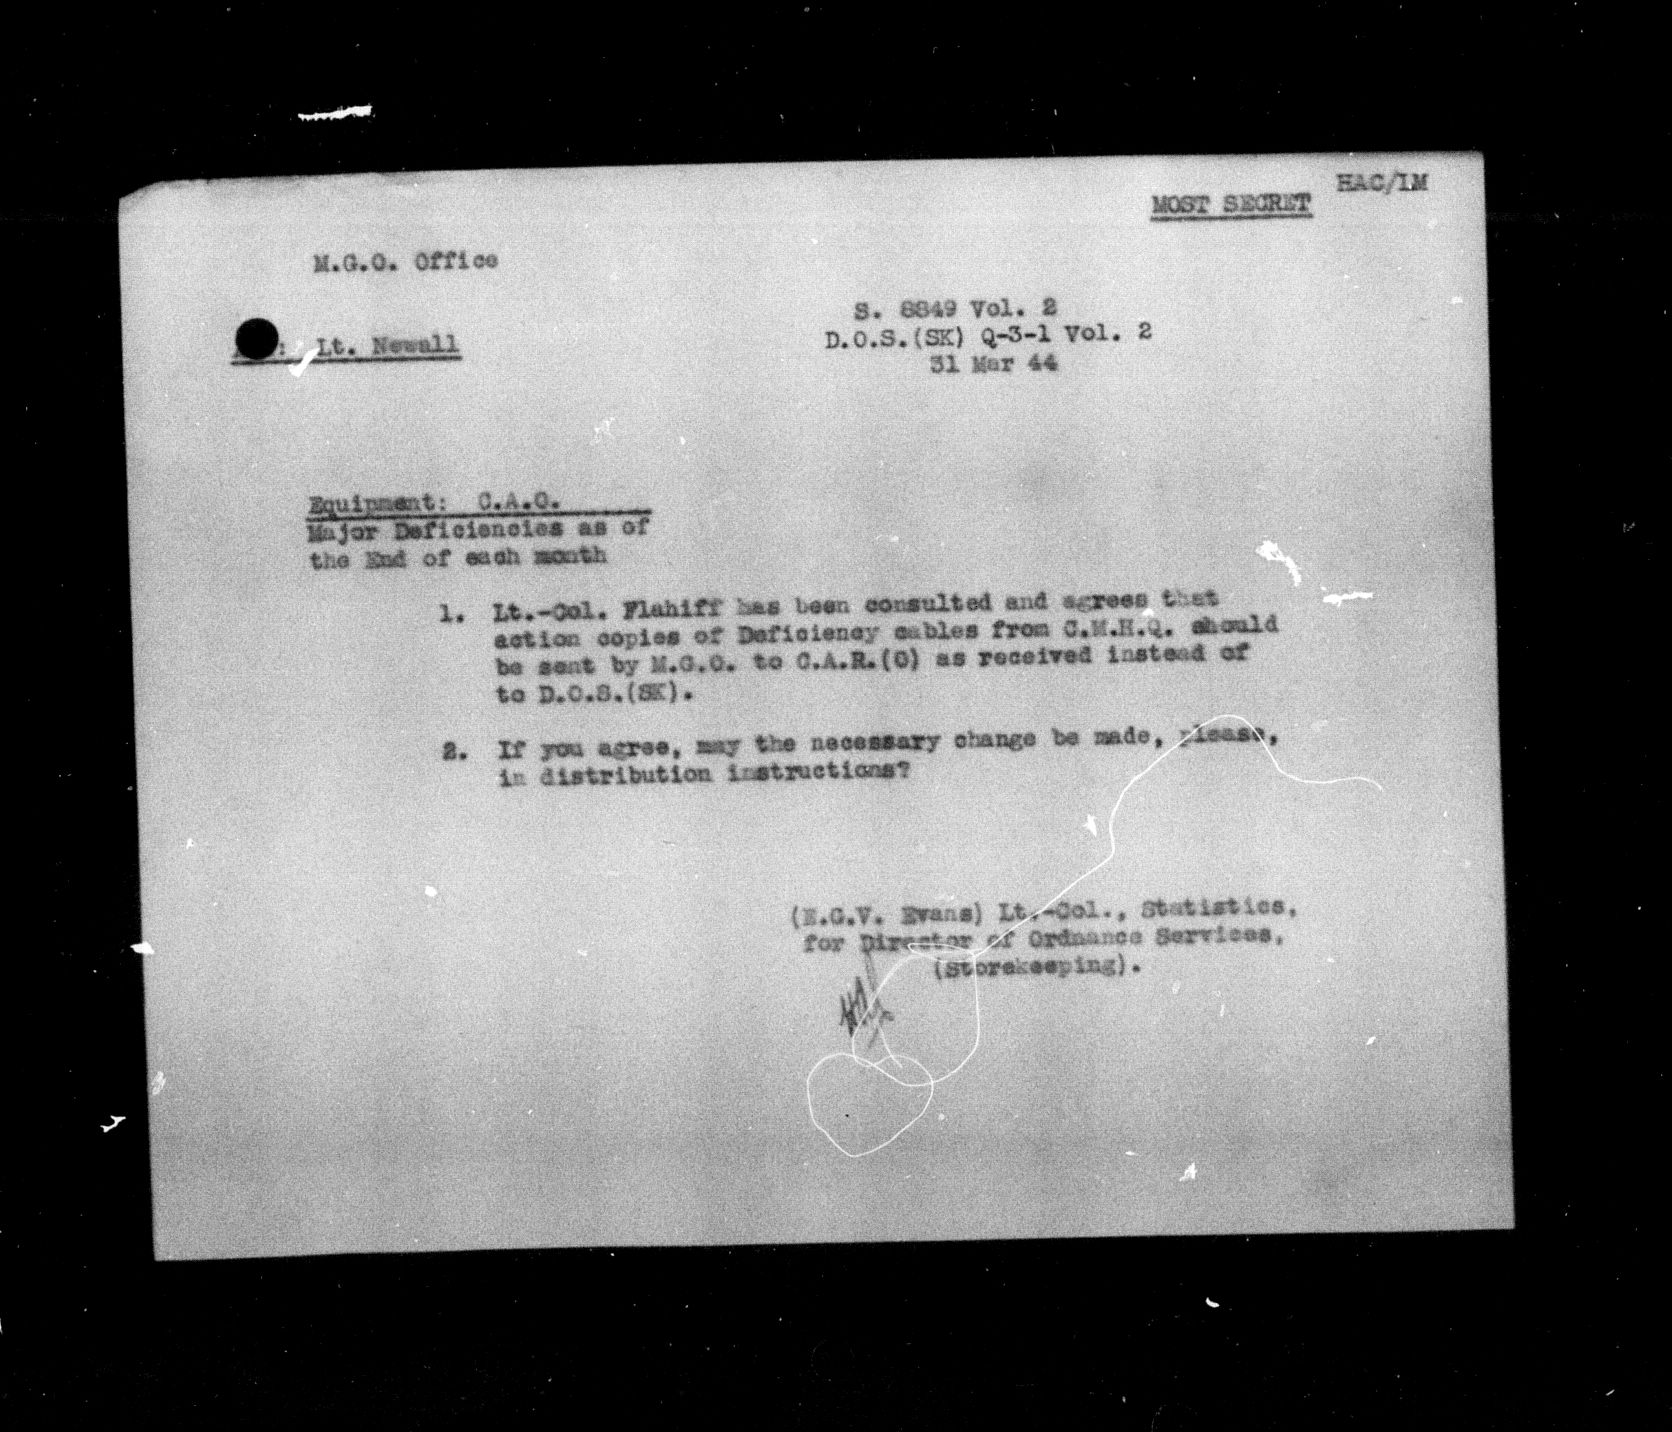 HAC/LM
MOST SECRET
M.G.O. Office
S. 8849 Vol. 2
D.O.S.(SK) Q-3-1 Vol. 2
31 Mar 44
: Lt. Newall
Equipment: C.A.O.
Major Deficiencies as of
the End of each month
1. Lt.-Col. Flahiff has been consulted and agrees that
action copies of Deficiency cables from C.M.H.Q. should
be sent by M.G.O. to C.A.R.(O) as received instead of
to D.O.S.(SK).
2. If you agree, may the necessary change be made, please,
in distribution instructions?
(E.G.V. Evans) Lt.-Col., Statistics,
for Director of Ordnance Services,
(Storekeeping).